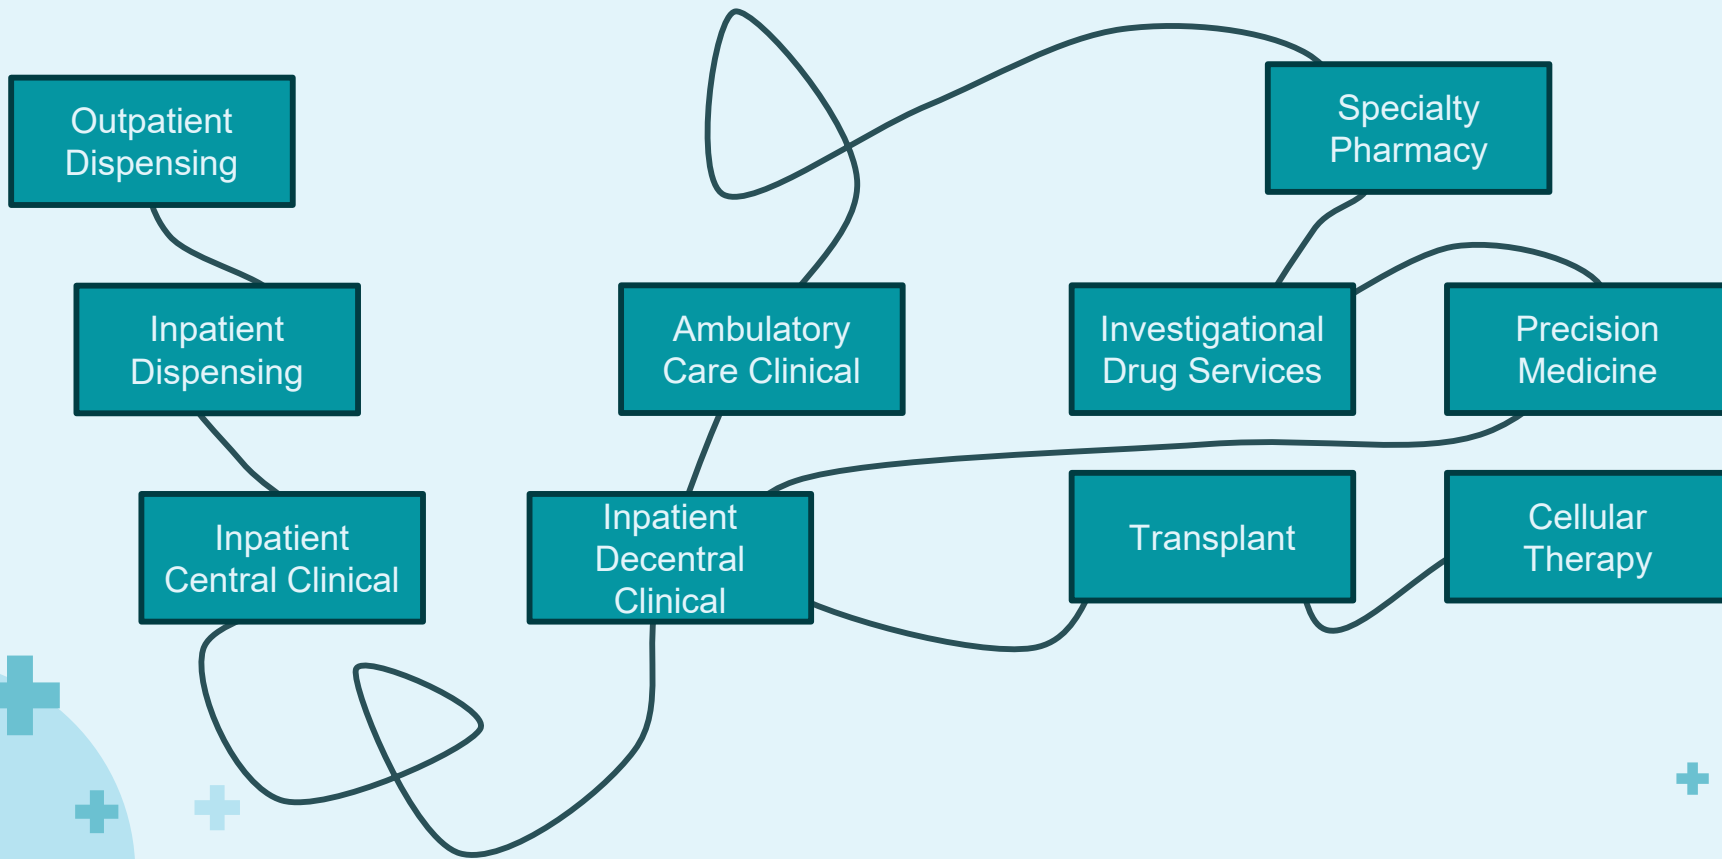 Outpatient
Dispensing
Specialty
Pharmacy
Inpatient
Dispensing
Ambulatory
Care Clinical
Investigational
Drug Services
Precision
Medicine
Inpatient
Central Clinical
Inpatient
Decentral
Clinical
Transplant
Cellular
Therapy